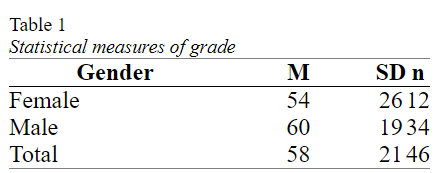 Table 1
Statistical measures of grade
Gender M SD n
Female 54 26 12
Male 60 19 34
Total 58 21 46